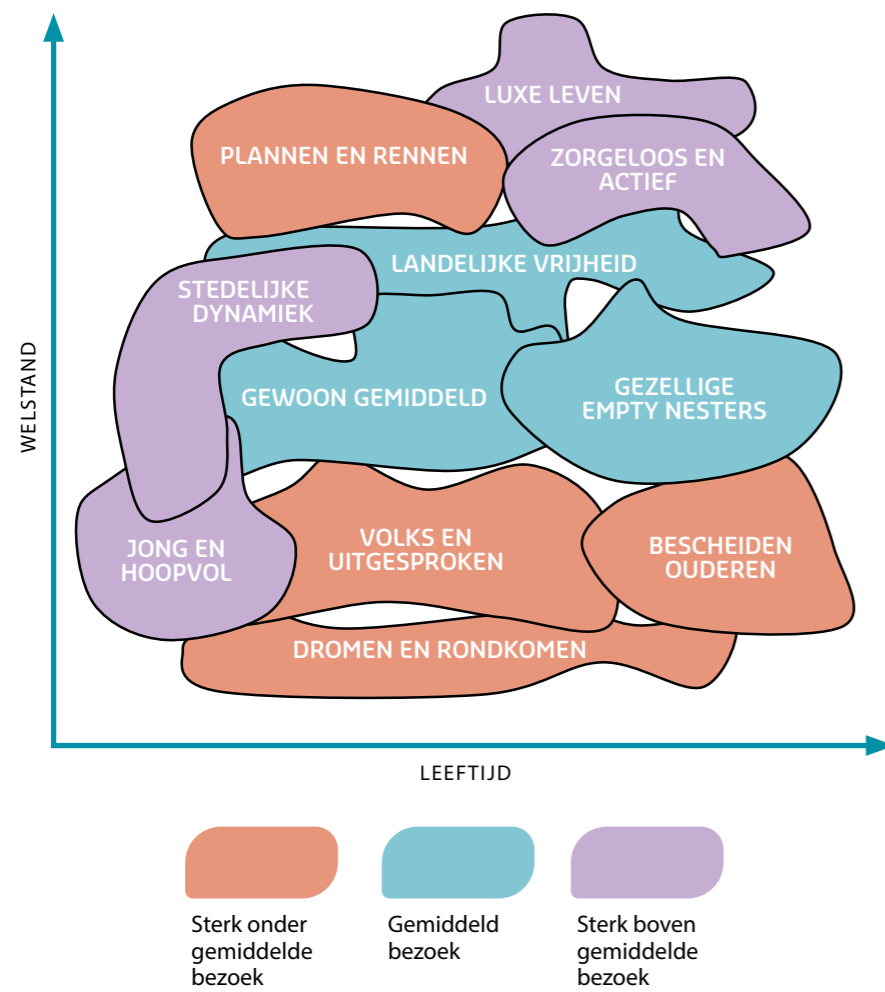 LUXE LEVEN
PLANNEN EN RENNEN
ZORGELOOS EN
ACTIEF
LANDELIJKE VRIJHEID
STEDELIJKE
DYNAMIEK
GEWOON GEMIDDELD
GEZELLIGE
EMPTY NESTERS
JONG EN
HOOPVOL
VOLKS EN
UITGESPROKEN
BESCHEIDEN
OUDEREN
DROMEN EN RONDKOMEN
WELSTAND
LEEFTIJD
Sterk onder
gemiddelde
bezoek
Gemiddeld
bezoek
Sterk boven
gemiddelde
bezoek